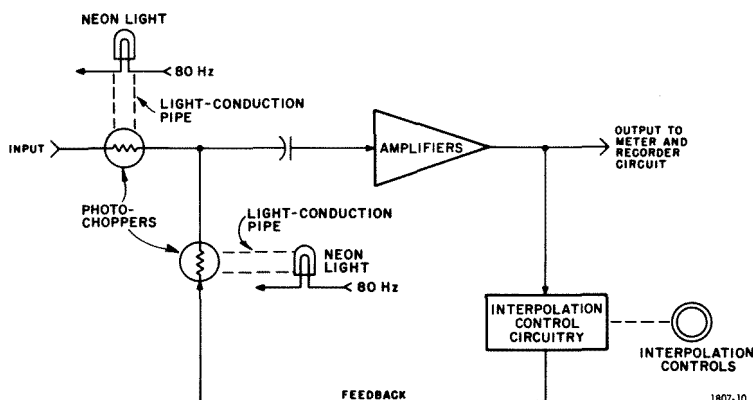 NEON LIGHT
80 Hz
LIGHT-CONDUCTION
PIPE
INPUT
AMPLIFIERS
OUTPUT TO
METER AND
RECORDER
CIRCUIT
PHOTO-
CHOPPERS
LIGHT-CONDUCTION
PIPE
NEON
LIGHT
80 Hz
INTERPOLATION
CONTROL
CIRCUITRY
INTERPOLATION
CONTROLS
FEEDBACK
1807-10